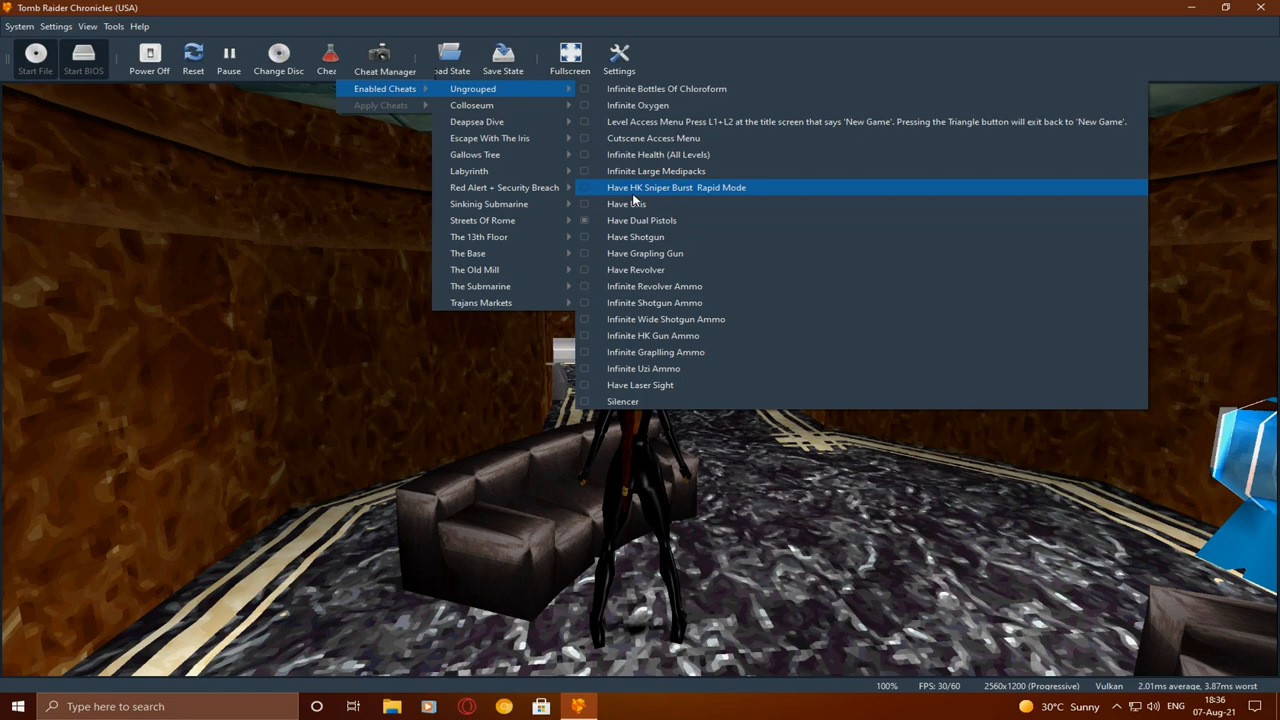 Tomb Raider Chronicles (USA)
System Settings View Tools Help
Start File Start BIOS Power Off Reset Pause Change Disc Chea Cheat Manager ad State Save State Fullscreen Settings
Enabled Cheats
Apply Cheats
Ungrouped
Colloseum
Deapsea Dive
Escape With The Iris
Gallows Tree
Labyrinth
Red Alert + Security Breach
Sinkinig Submarine
Streets Of Rome
The 13th Floor
The Base
The Old Mill
The Submarine
Trajans Markets
Infinite Bottles Of Chloroform
Infinite Oxygen
Level Access Menu Press L1+L2 at the title screen that says 'New Game'. Pressing the Triangle button will exit back to 'New Game'.
Cutscene Access Menu
Infinite Health (All Levels)
Infinite Large Medipacks
Have HK Sniper Burst Rapid Mode
Have Uxis
Have Dual Pistols
Have Shotgun
Have Grapling Gun
Have Revolver
Infinite Revolver Ammo
Infinite Shotgun Ammo
Infinite Wide Shotgun Ammo
Infinite HK Gun Ammo
Infinite Graplling Ammo
Infinite Uzi Ammo
Have Laser Sight
Silencer
100% FPS: 30/60 2560x1200 (Progressive) Vulkan 2.01ms average, 3.87ms worst
Type here to search
30°C Sunny
ENG
18:36
07-Aug-21